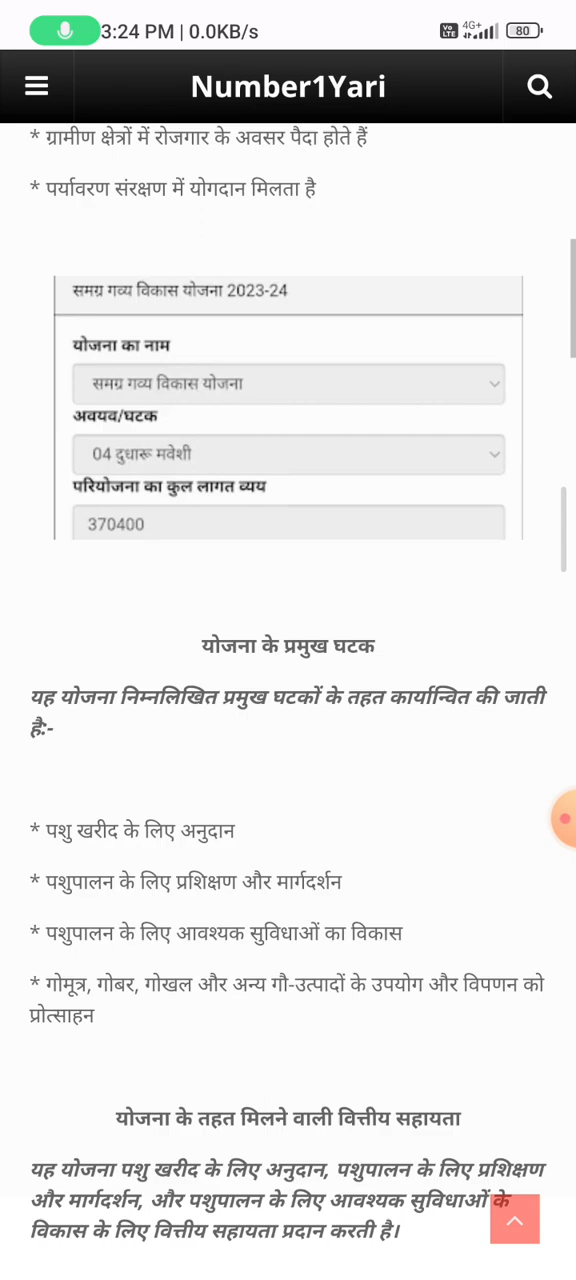 3:24 PM | 0.0KB/s
Vo LTE 4G+ 80
Number1Yari
* ग्रामीण क्षेत्रों में रोजगार के अवसर पैदा होते हैं
* पर्यावरण संरक्षण में योगदान मिलता है
समग्र गव्य विकास योजना 2023-24
योजना का नाम
समग्र गव्य विकास योजना
अवयव/घटक
04 दुधारू मवेशी
परियोजना का कुल लागत व्यय
370400
योजना के प्रमुख घटक
यह योजना निम्नलिखित प्रमुख घटकों के तहत कार्यान्वित की जाती
है:-
* पशु खरीद के लिए अनुदान
* पशुपालन के लिए प्रशिक्षण और मार्गदर्शन
* पशुपालन के लिए आवश्यक सुविधाओं का विकास
* गोमूत्र, गोबर, गोखल और अन्य गौ-उत्पादों के उपयोग और विपणन को
प्रोत्साहन
योजना के तहत मिलने वाली वित्तीय सहायता
यह योजना पशु खरीद के लिए अनुदान, पशुपालन के लिए प्रशिक्षण
और मार्गदर्शन, और पशुपालन के लिए आवश्यक सुविधाओं के
विकास के लिए वित्तीय सहायता प्रदान करती है।